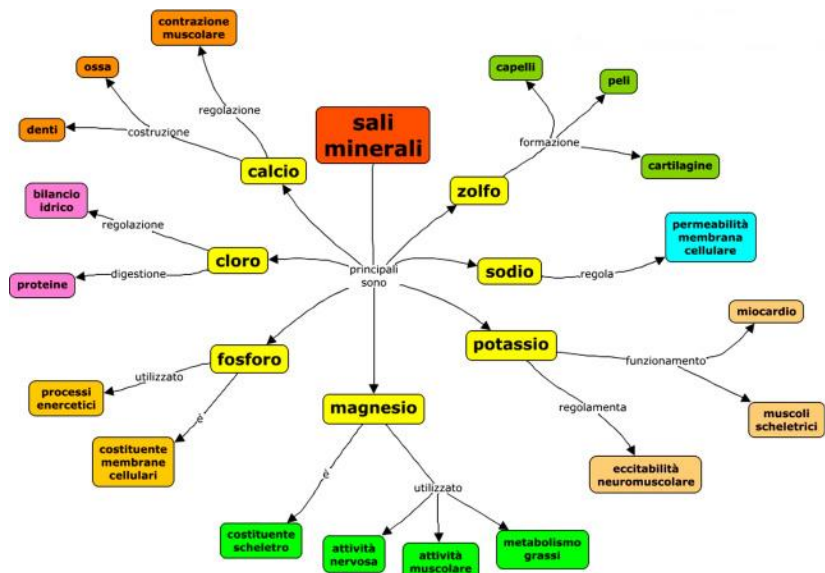 contrazione
muscolare
ossa
denti
regolazione
costruzione
calcio
sali
minerali
capelli
peli
formazione
cartilagine
zolfo
bilancio
idrico
regolazione
cloro
digestione
proteine
principali
sono
sodio
regola
permeabilità
membrana
cellulare
fosforo
utilizzato
processi
enercetici
è
costituente
membrane
cellulari
potassio
miocardio
funzionamento
muscoli
scheletrici
regolamenta
eccitabilità
neuromuscolare
magnesio
è
utilizzato
costituente
scheletro
attività
nervosa
attività
muscolare
metabolismo
grassi